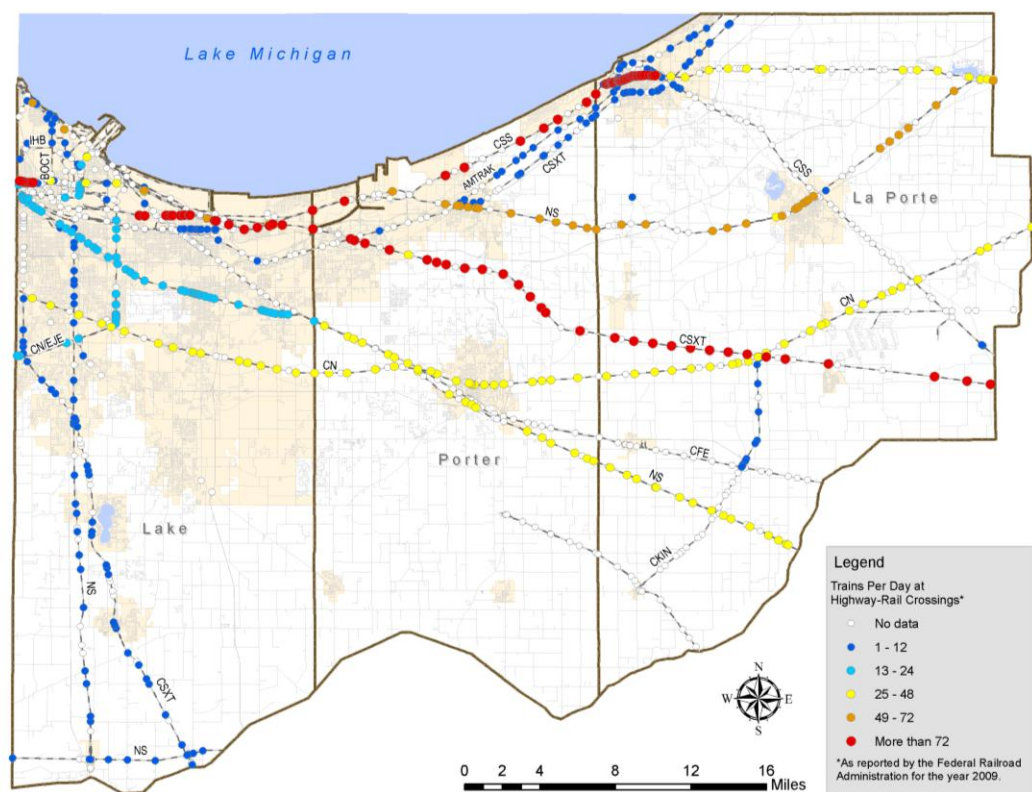 Lake Michigan
IHB
BOCT
CSS
AMTRAK
CSXT
CSS
La Porte
NS
CN
CN/EJE
CN
CSXT
CFE
Porter
NS
Lake
CKIN
NS
CSXT
NS
N
W E
S
0 2 4 8 12 16
Miles
Legend
Trains Per Day at
Highway-Rail Crossings*
No data
1 - 12
13 - 24
25 - 48
49 - 72
More than 72
*As reported by the Federal Railroad
Administration for the year 2009.